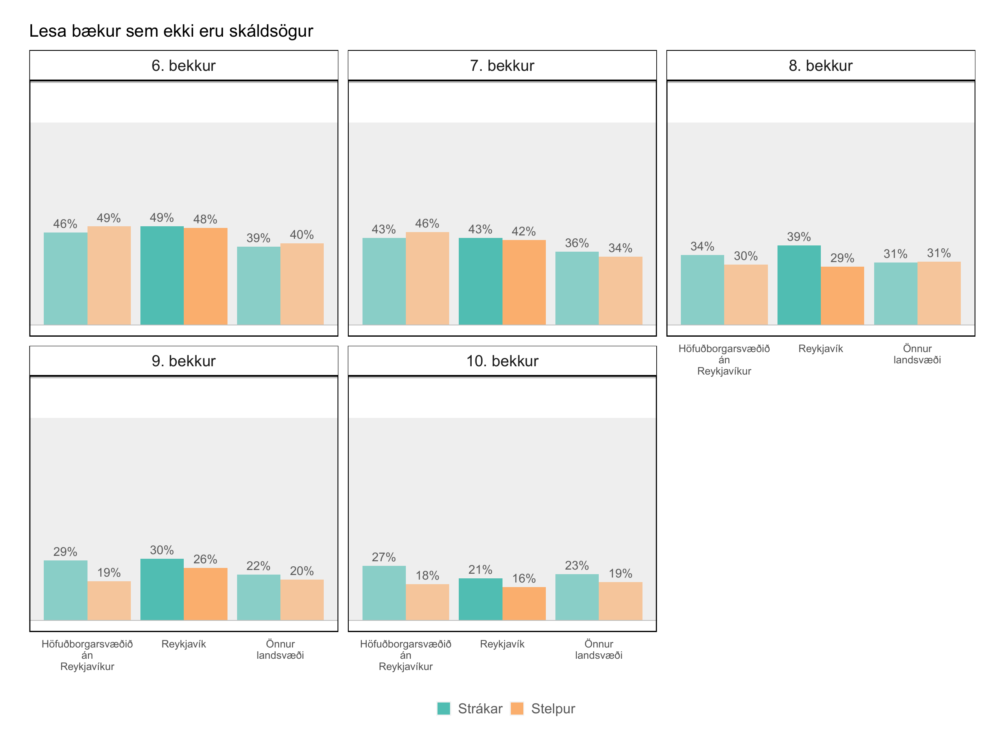 Lesa bækur sem ekki eru skáldsögur
6. bekkur
46% 49% 49% 48% 39% 40%
7. bekkur
43% 46% 43% 42% 36% 34%
8. bekkur
34% 30% 39% 29% 31% 31%
Höfuðborgarsvæðið
án
Reykjavíkur
Reykjavík
Önnur
landsvæði
9. bekkur
29% 19% 30% 26% 22% 20%
Höfuðborgarsvæðið
án
Reykjavíkur
Reykjavík
Önnur
landsvæði
10. bekkur
27% 18% 21% 16% 23% 19%
Höfuðborgarsvæðið
án
Reykjavíkur
Reykjavík
Önnur
landsvæði
Strákar Stelpur